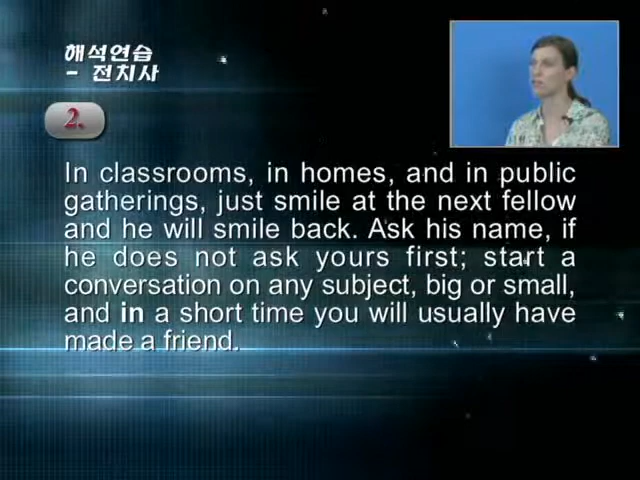 해석연습
- 전치사
2.
In classrooms, in homes, and in public
gatherings, just smile at the next fellow
and he will smile back. Ask his name, if
he does not ask yours first; start a
conversation on any subject, big or small,
and in a short time you will usually have
made a friend.